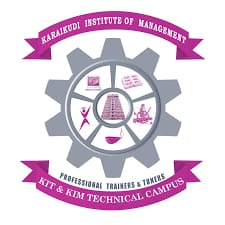 KARAIKUDI INSTITUTE OF MANAGEMENT
PROFESSIONAL TRAINERS & TUNERS
KIT & KIM TECHNICAL CAMPUS